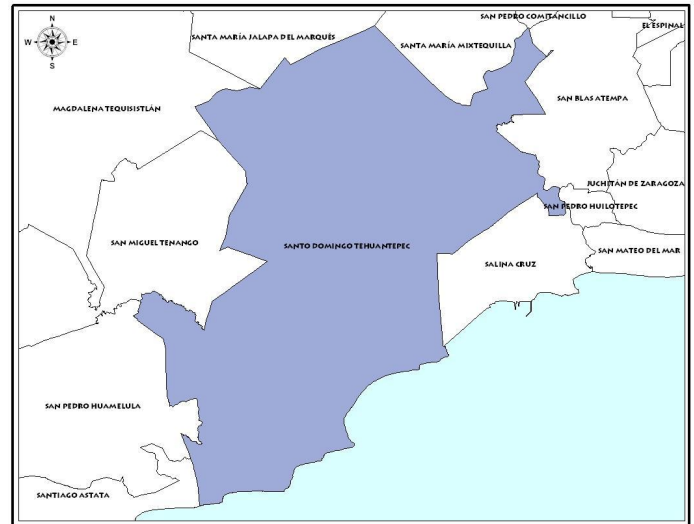 N
W E
S
SAN PEDRO COMITANCILLO
EL ESPINAL
SANTA MARÍA JALAPA DEL MARQUÉS
SANTA MARÍA MIXTEQUILLA
MAGDALENA TEQUISISTLÁN
SAN BLAS ATEMPA
JUCHITÁN DE ZARAGOZA
SAN PEDRO HUILOTEPEC
SAN MIGUEL TENANGO
SANTO DOMINGO TEHUANTEPEC
SAN MATEO DEL MAR
SALINA CRUZ
SAN PEDRO HUAMELULA
SANTIAGO ASTATA